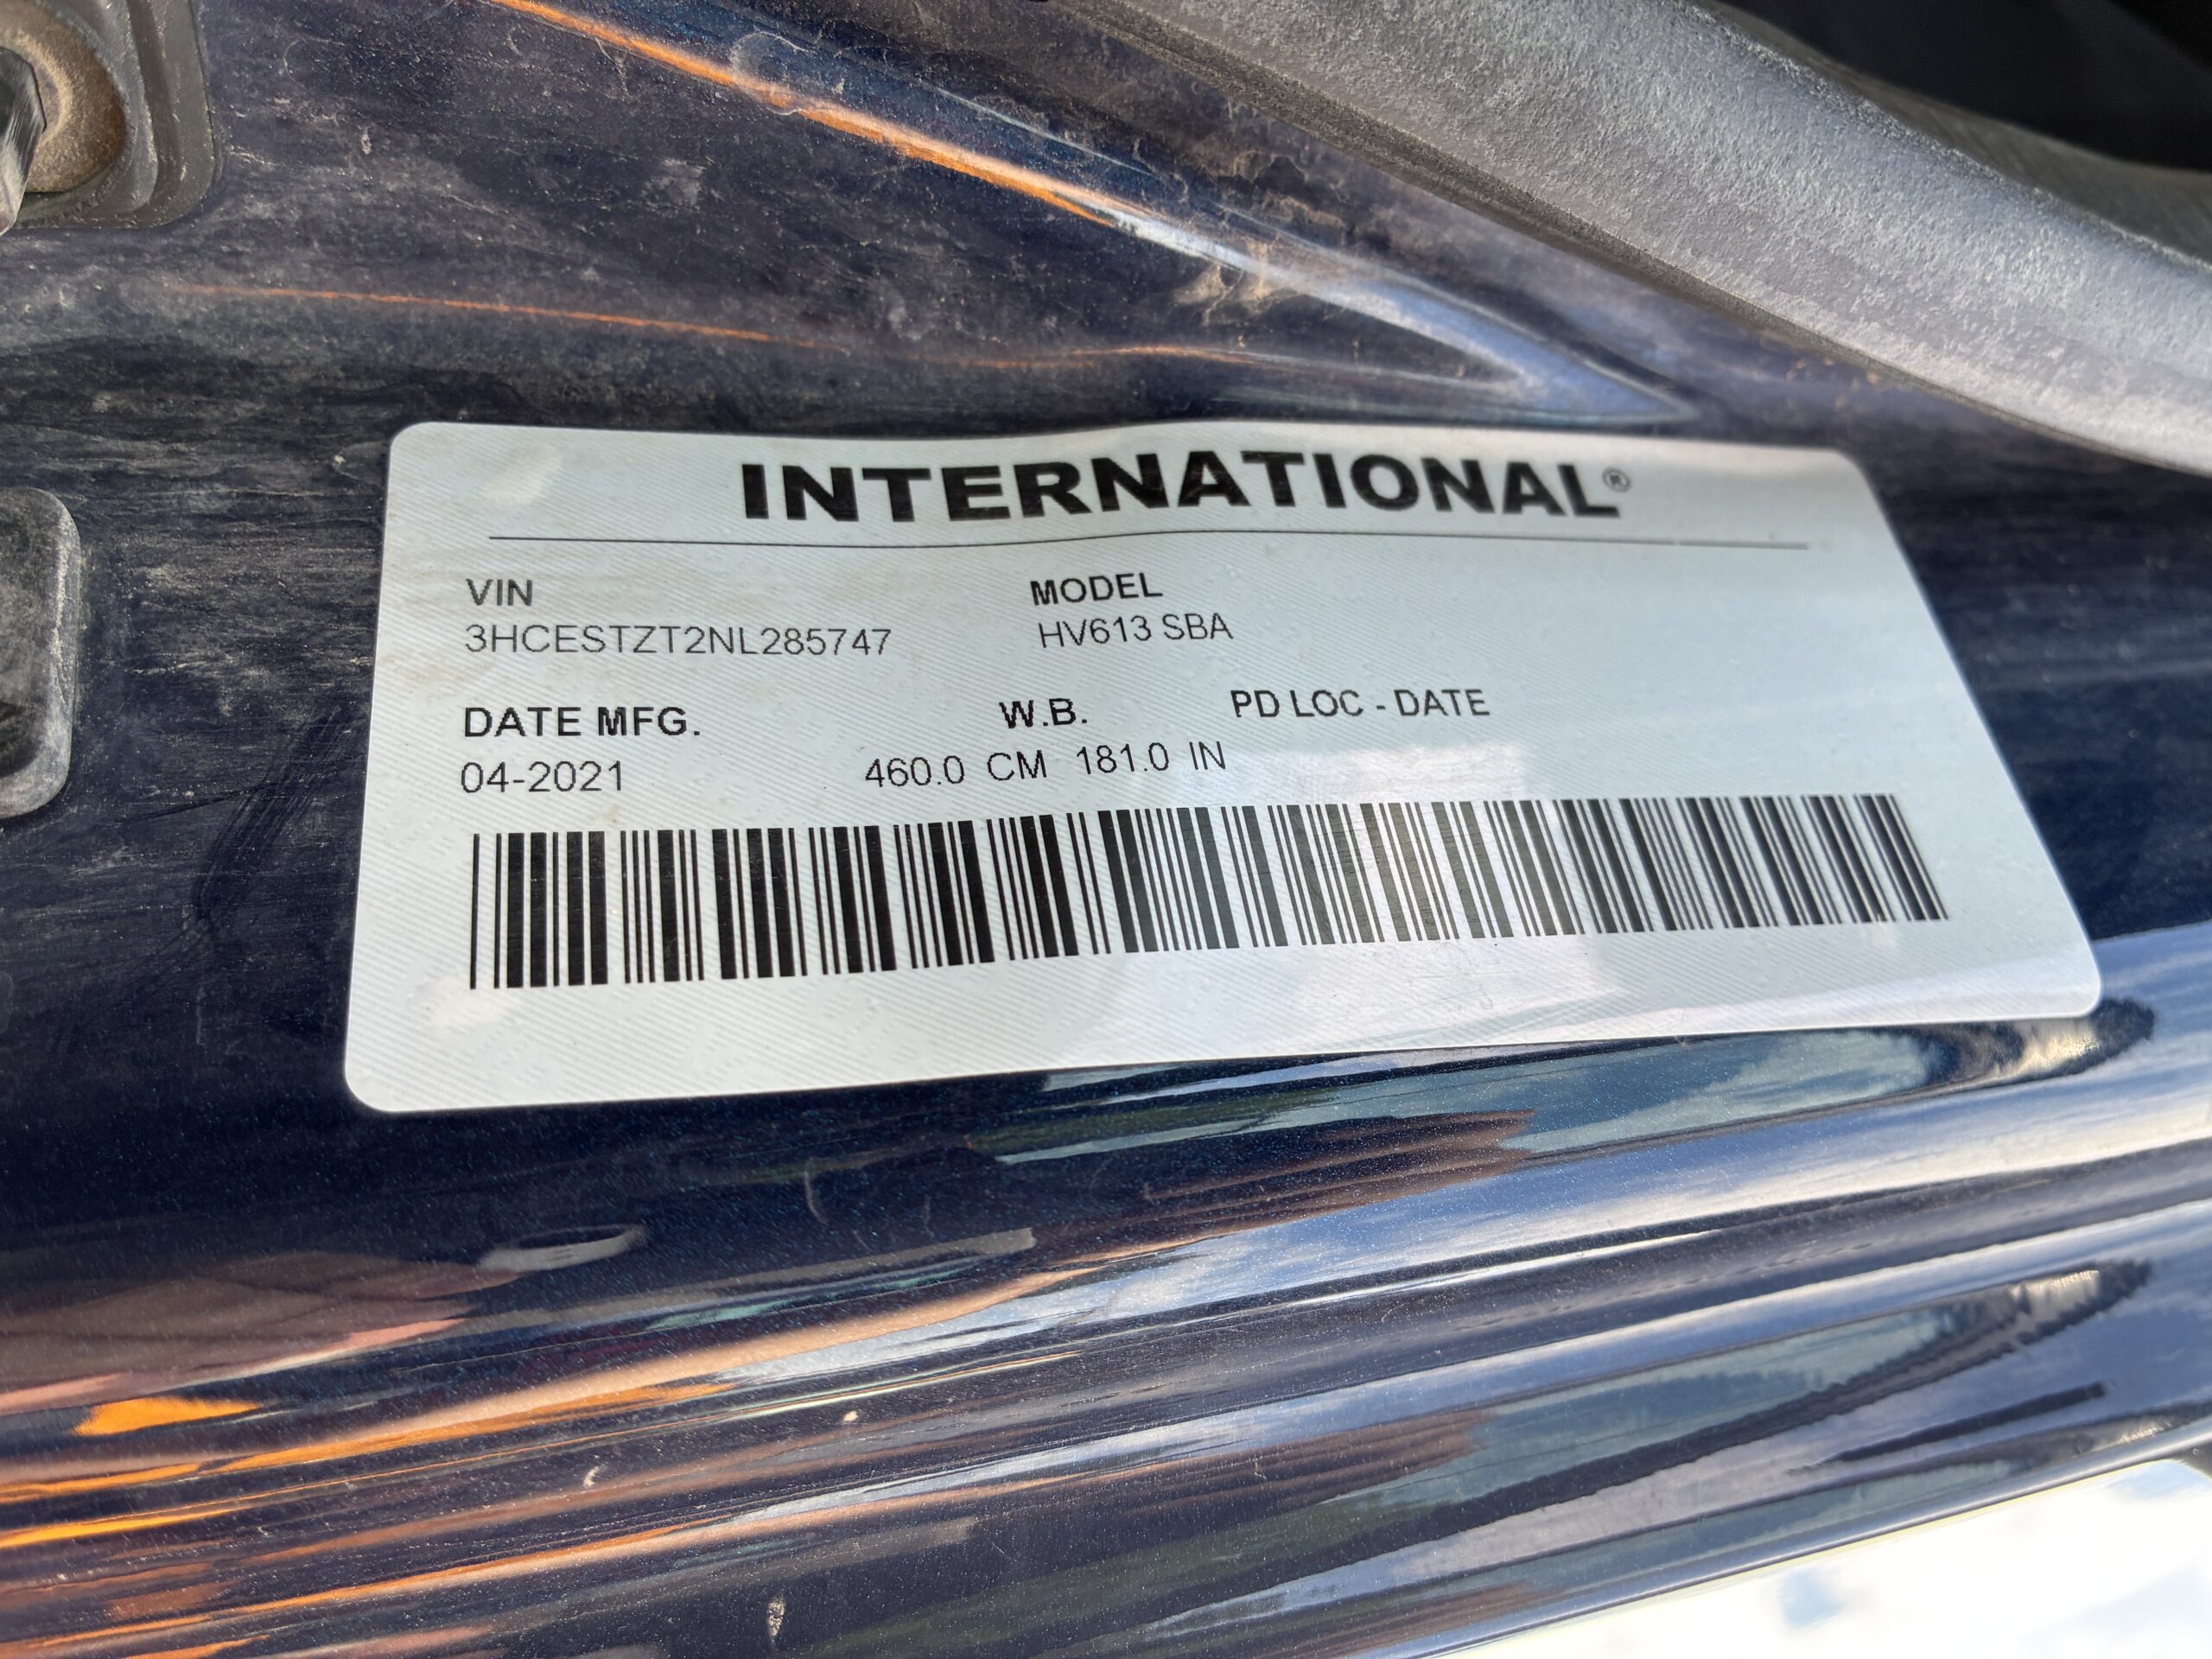 INTERNATIONAL®
VIN MODEL
3HCESTZT2NL285747 HV613 SBA
DATE MFG. W.B. PD LOC - DATE
04-2021 460.0 CM 181.0 IN